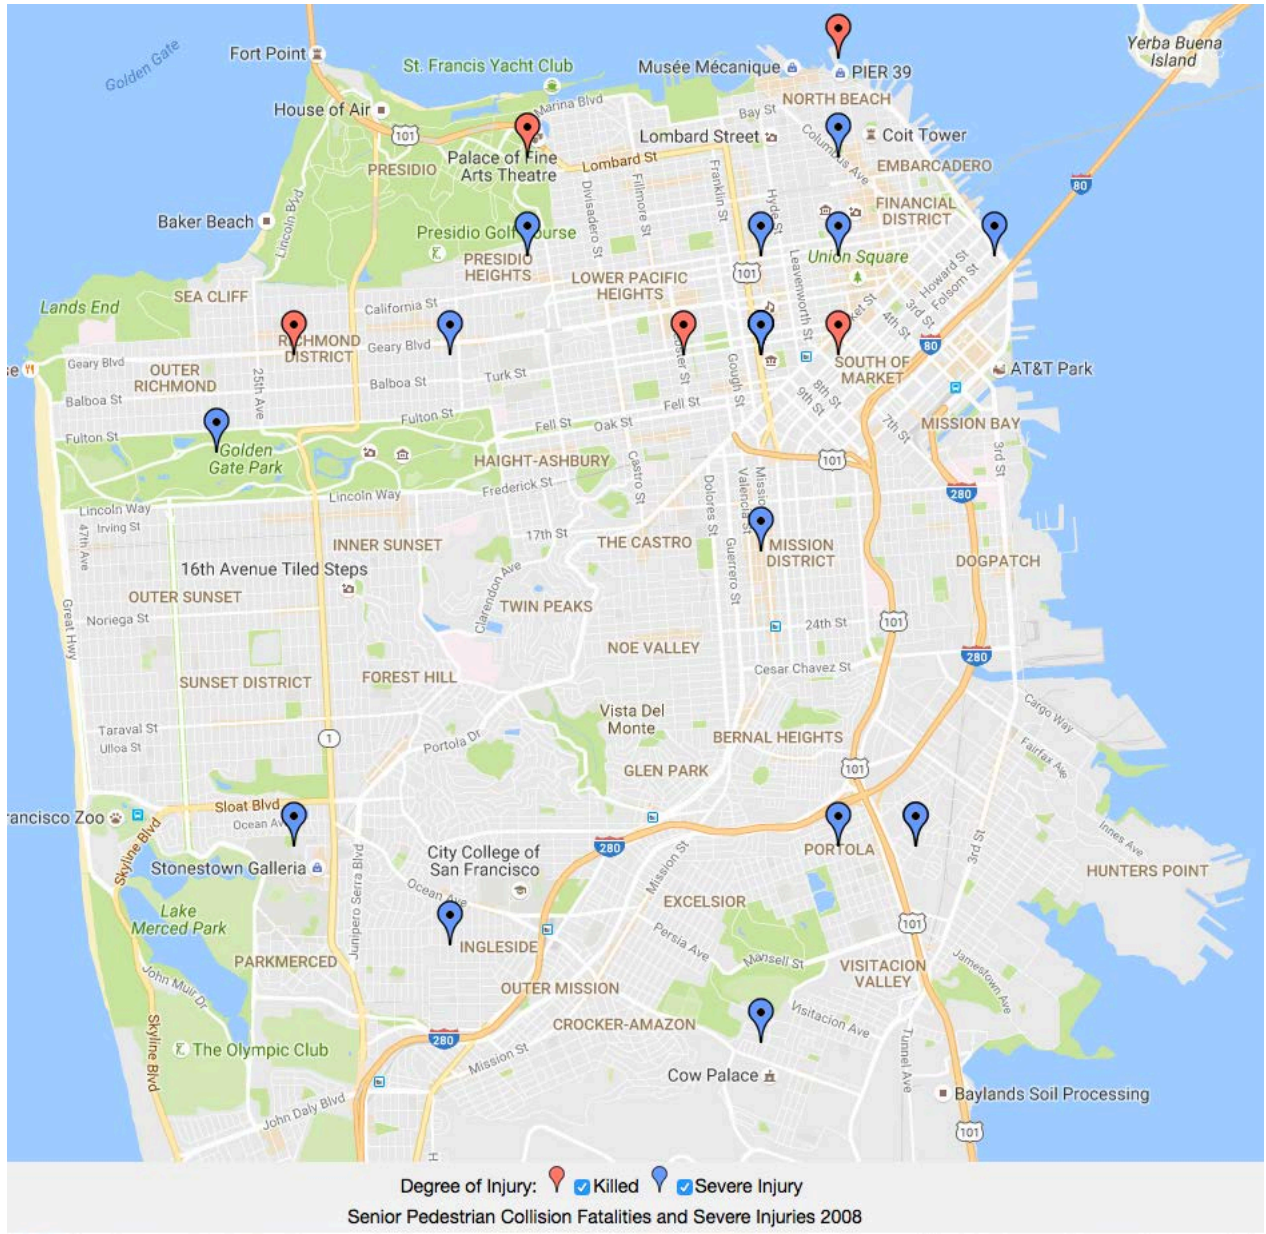 Golden Gate
Fort Point
St. Francis Yacht Club
Musée Mécanique
PIER 39
Yerba Buena
Island
House of Air
101
Marina Blvd
Bay St
NORTH BEACH
Lombard Street
Columbus Ave
Coit Tower
PRESIDIO
Palace of Fine
Arts Theatre
Lombard St
EMBARCADERO
80
Lincoln Blvd
Divisadero St
Fillmore St
Franklin St
Hyde St
FINANCIAL
DISTRICT
Baker Beach
Presidio Golf Course
PRESIDIO
HEIGHTS
LOWER PACIFIC
HEIGHTS
101
Leavenworth St
Union Square
Howard St
Folsom St
SEA CLIFF
Lands End
California St
ket St
3rd St
4th St
RICHMOND
DISTRICT
Geary Blvd
ster St
Gough St
80
Geary Blvd
se
OUTER
RICHMOND
25th Ave
Balboa St
Turk St
SOUTH OF
MARKET
AT&T Park
8th St
9th St
Balboa St
Fulton St
Fell St
Fell St
Oak St
7th St
MISSION BAY
Fulton St
Golden
Gate Park
HAIGHT-ASHBURY
Castro St
Dolores St
Valencia St
101
3rd St
280
Lincoln Way
Frederick St
Lincoln Way
Irving St
47th Ave
INNER SUNSET
17th St
THE CASTRO
Guerrero St
MISSION
DISTRICT
DOGPATCH
16th Avenue Tiled Steps
OUTER SUNSET
Clarendon Ave
TWIN PEAKS
Noriega St
Great Hwy
24th St
101
NOE VALLEY
280
Cesar Chavez St
SUNSET DISTRICT
FOREST HILL
Vista Del
Monte
Cargo Way
Taraval St
Ulloa St
1
Portola Dr
BERNAL HEIGHTS
Fairfax Ave
GLEN PARK
101
rancisco Zoo
Sloat Blvd
Ocean Av
Skyline Blvd
Innes Ave
280
3rd St
PORTOLA
City College of
San Francisco
Stonestown Galleria
Junipero Serra Blvd
Mission St
HUNTERS POINT
Ocean Ave
EXCELSIOR
Lake
Merced Park
101
INGLESIDE
Persia Ave
Mansell St
PARKMERCED
VISITACION
VALLEY
Jamestown Ave
John Muir Dr
OUTER MISSION
Visitacion Ave
CROCKER-AMAZON
Skyline Blvd
280
The Olympic Club
Mission St
Tunnel Ave
Cow Palace
Baylands Soil Processing
John Daly Blvd
101
Degree of Injury: Killed Severe Injury
Senior Pedestrian Collision Fatalities and Severe Injuries 2008